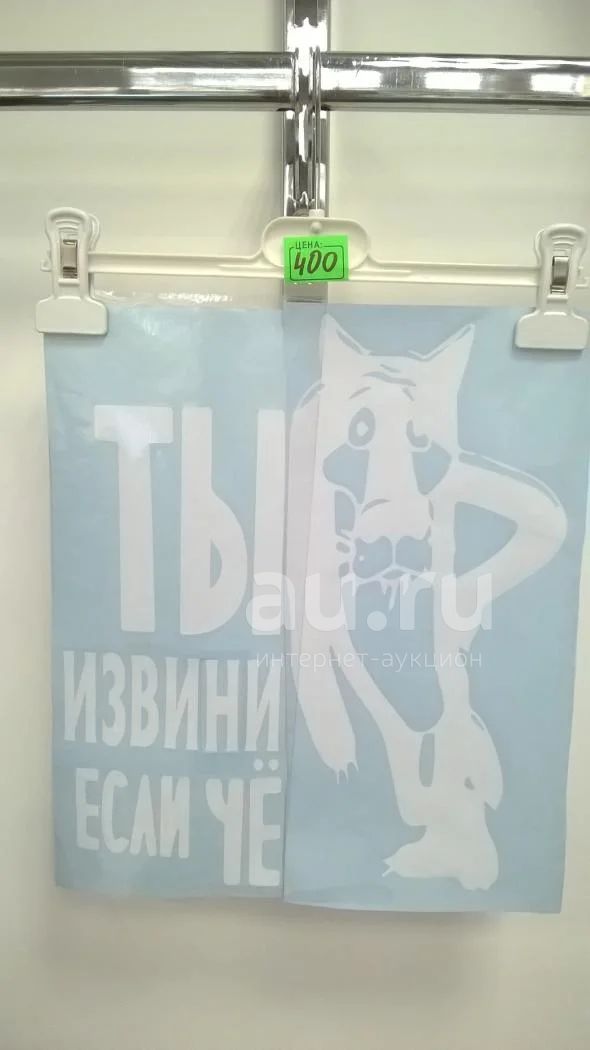 ЦЕНА:
400
ТЫ
ИЗВИНИ
ЕСЛИ ЧЁ
au.ru
интернет-аукцион